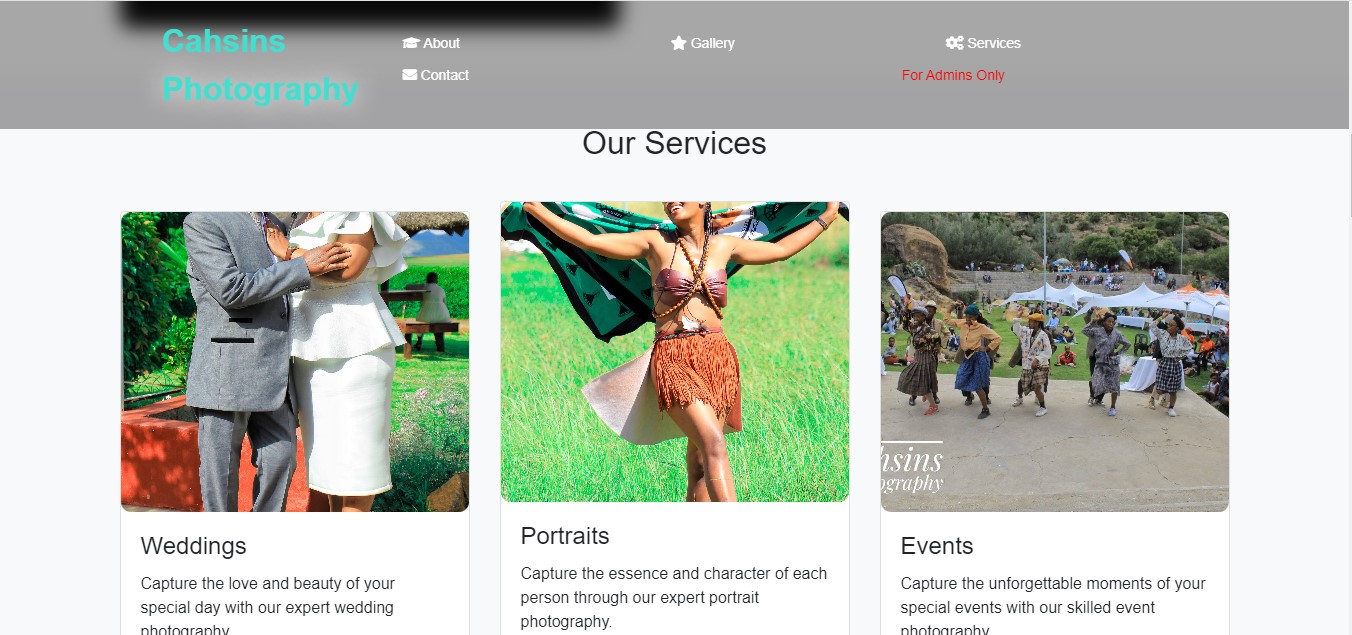 Cahsins
Photography
About
Gallery
Services
Contact
For Admins Only
Our Services
hsins
ography
Weddings
Capture the love and beauty of your
special day with our expert wedding
photography.
Portraits
Capture the essence and character of each
person through our expert portrait
photography.
Events
Capture the unforgettable moments of your
special events with our skilled event
photography.